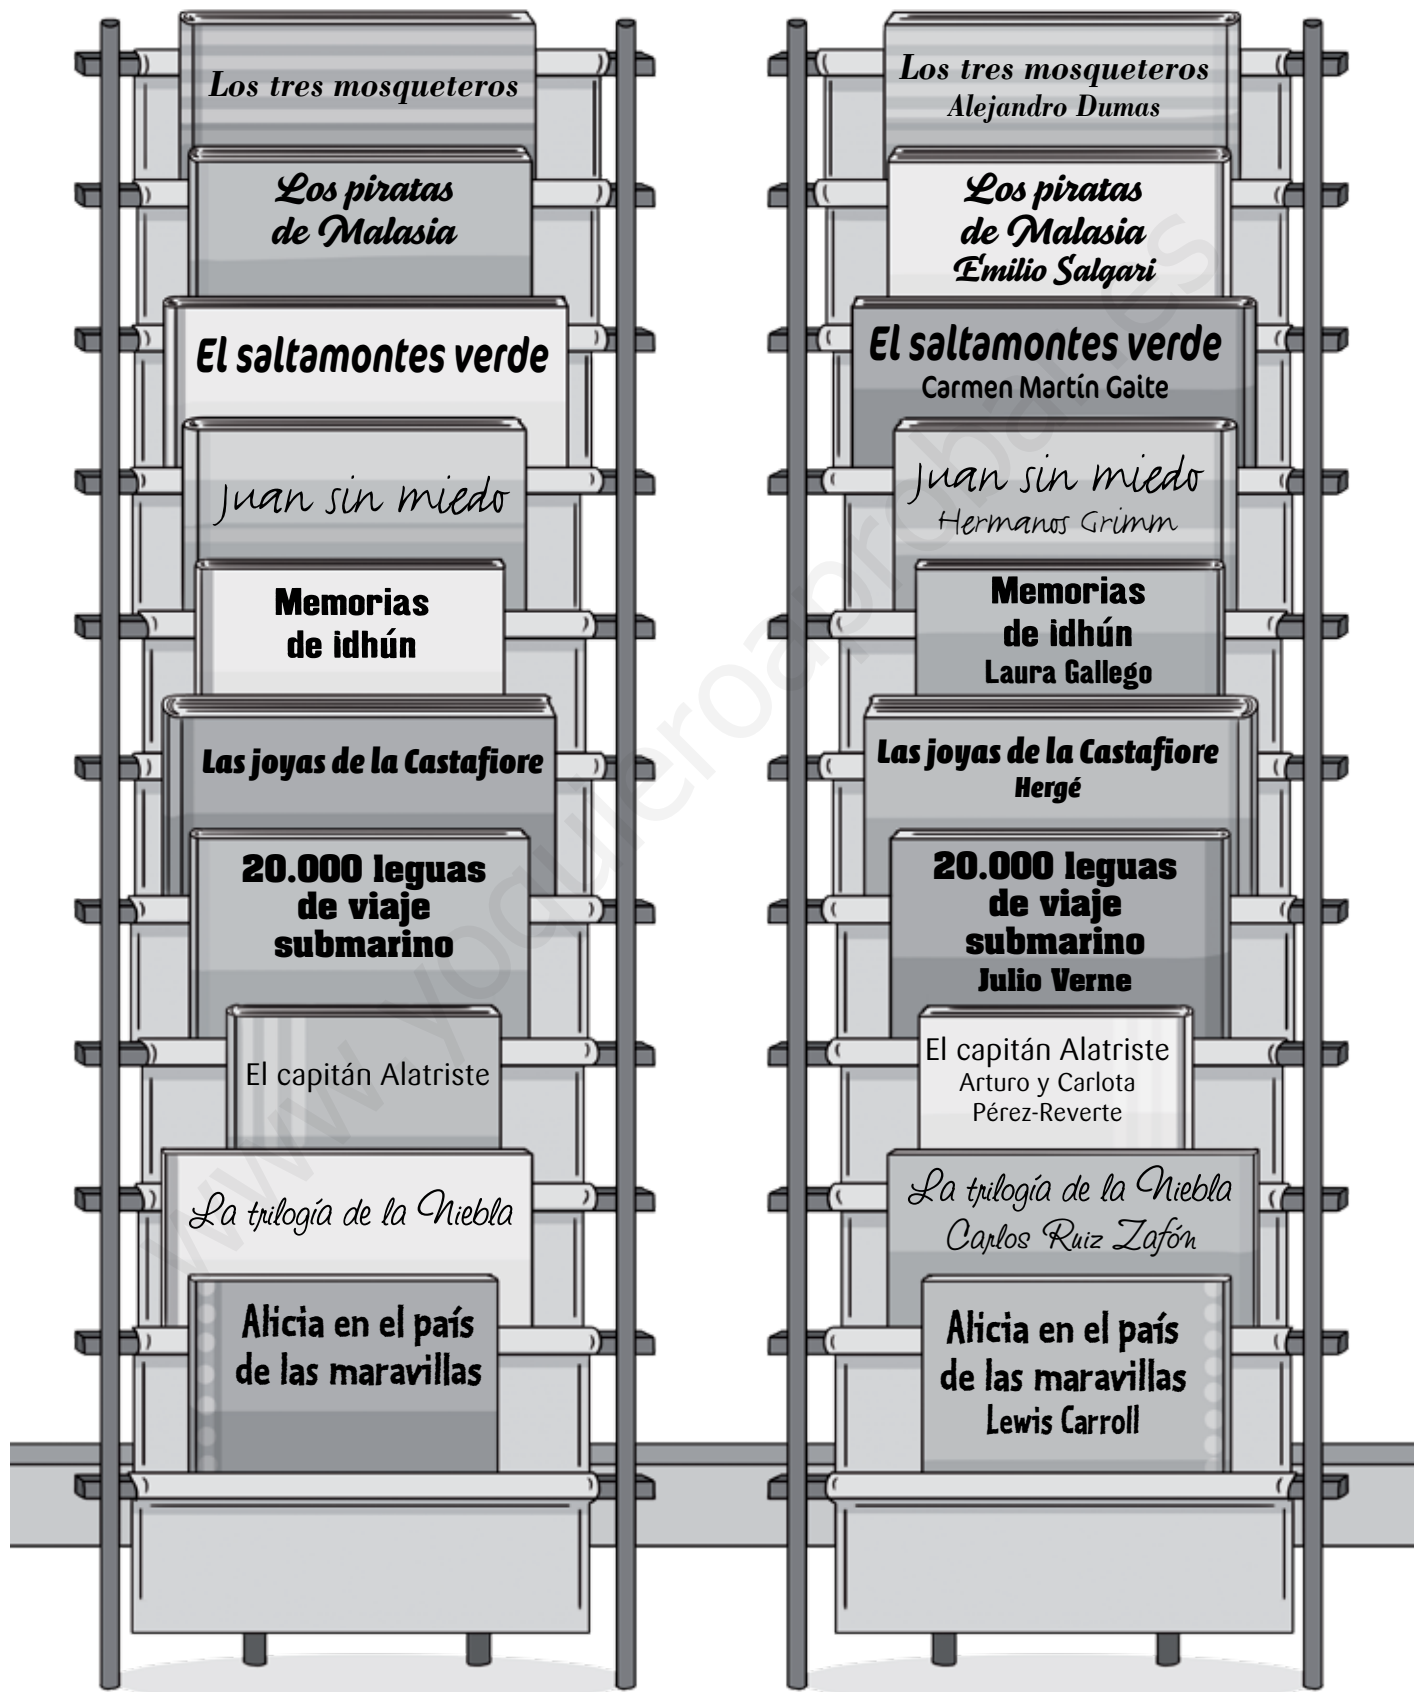 Los tres mosqueteros
Los piratas
de Malasia
El saltamontes verde
Juan sin miedo
Memorias
de idhún
Las joyas de la Castafiore
20.000 leguas
de viaje
submarino
El capitán Alatriste
La trilogía de la Niebla
Alicia en el país
de las maravillas
Los tres mosqueteros
Alejandro Dumas
Los piratas
de Malasia
Emilio Salgari
El saltamontes verde
Carmen Martín Gaite
Juan sin miedo
Hermanos Grimm
Memorias
de idhún
Laura Gallego
Las joyas de la Castafiore
Hergé
20.000 leguas
de viaje
submarino
Julio Verne
El capitán Alatriste
Arturo y Carlota
Pérez-Reverte
La trilogía de la Niebla
Carlos Ruiz Zafón
Alicia en el país
de las maravillas
Lewis Carroll
www.yoquieroaprobar.es